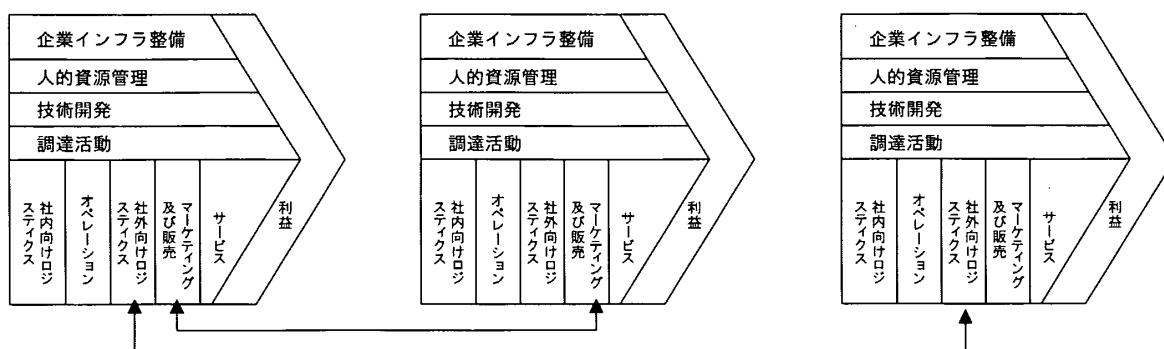 企業インフラ整備
人的資源管理
技術開発
調達活動
社内向けロジ
スティクス
オペレーション
社外向けロジ
スティクス
マーケティング
及び販売
サービス
利益
企業インフラ整備
人的資源管理
技術開発
調達活動
社内向けロジ
スティクス
オペレーション
社外向けロジ
スティクス
マーケティング
及び販売
サービス
利益
企業インフラ整備
人的資源管理
技術開発
調達活動
社内向けロジ
スティクス
オペレーション
社外向けロジ
スティクス
マーケティング
及び販売
サービス
利益